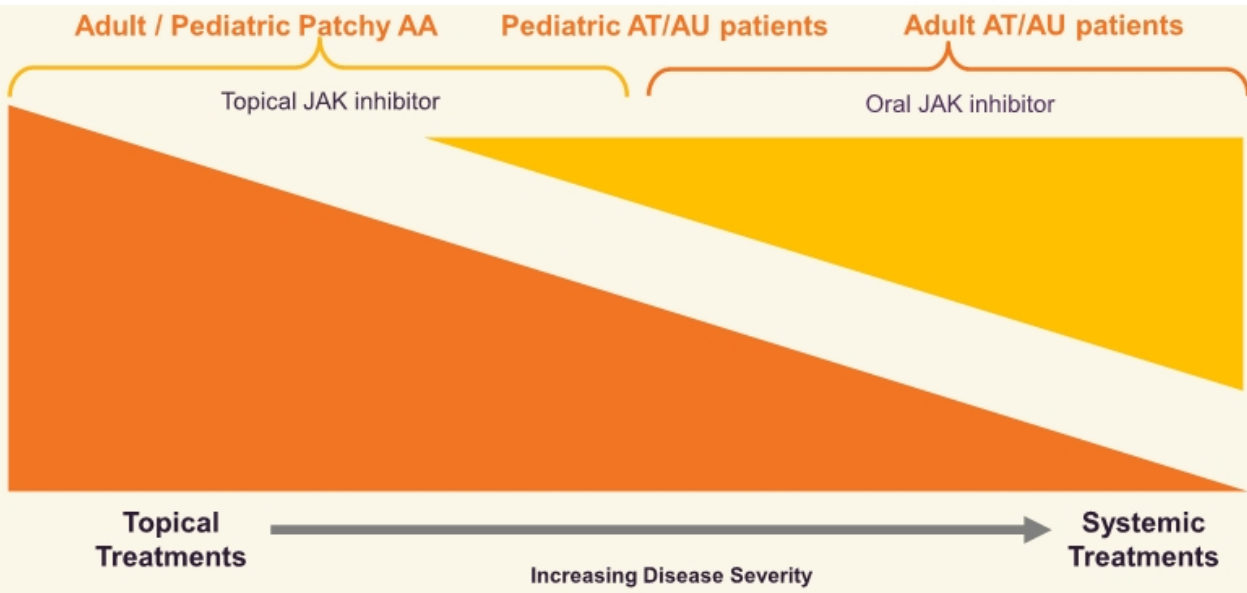 Adult / Pediatric Patchy AA
Pediatric AT/AU patients
Adult AT/AU patients
Topical JAK inhibitor
Oral JAK inhibitor
Topical
Treatments
Systemic
Treatments
Increasing Disease Severity